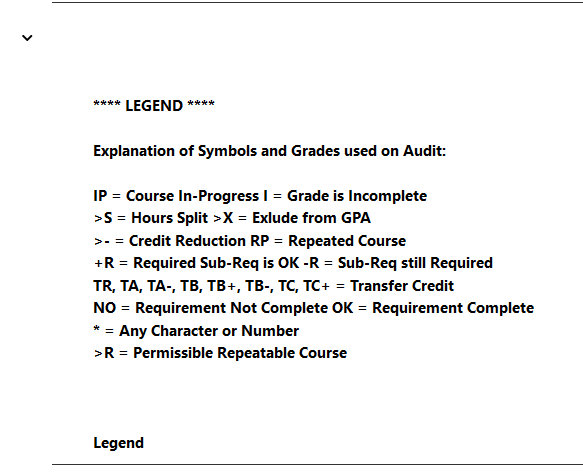 **** LEGEND ****
Explanation of Symbols and Grades used on Audit:
IP = Course In-Progress I = Grade is Incomplete
>S = Hours Split >X = Exlude from GPA
>- = Credit Reduction RP = Repeated Course
+R = Required Sub-Req is OK -R = Sub-Req still Required
TR, TA, TA-, TB, TB+, TB-, TC, TC+ = Transfer Credit
NO = Requirement Not Complete OK = Requirement Complete
* = Any Character or Number
>R = Permissible Repeatable Course
Legend